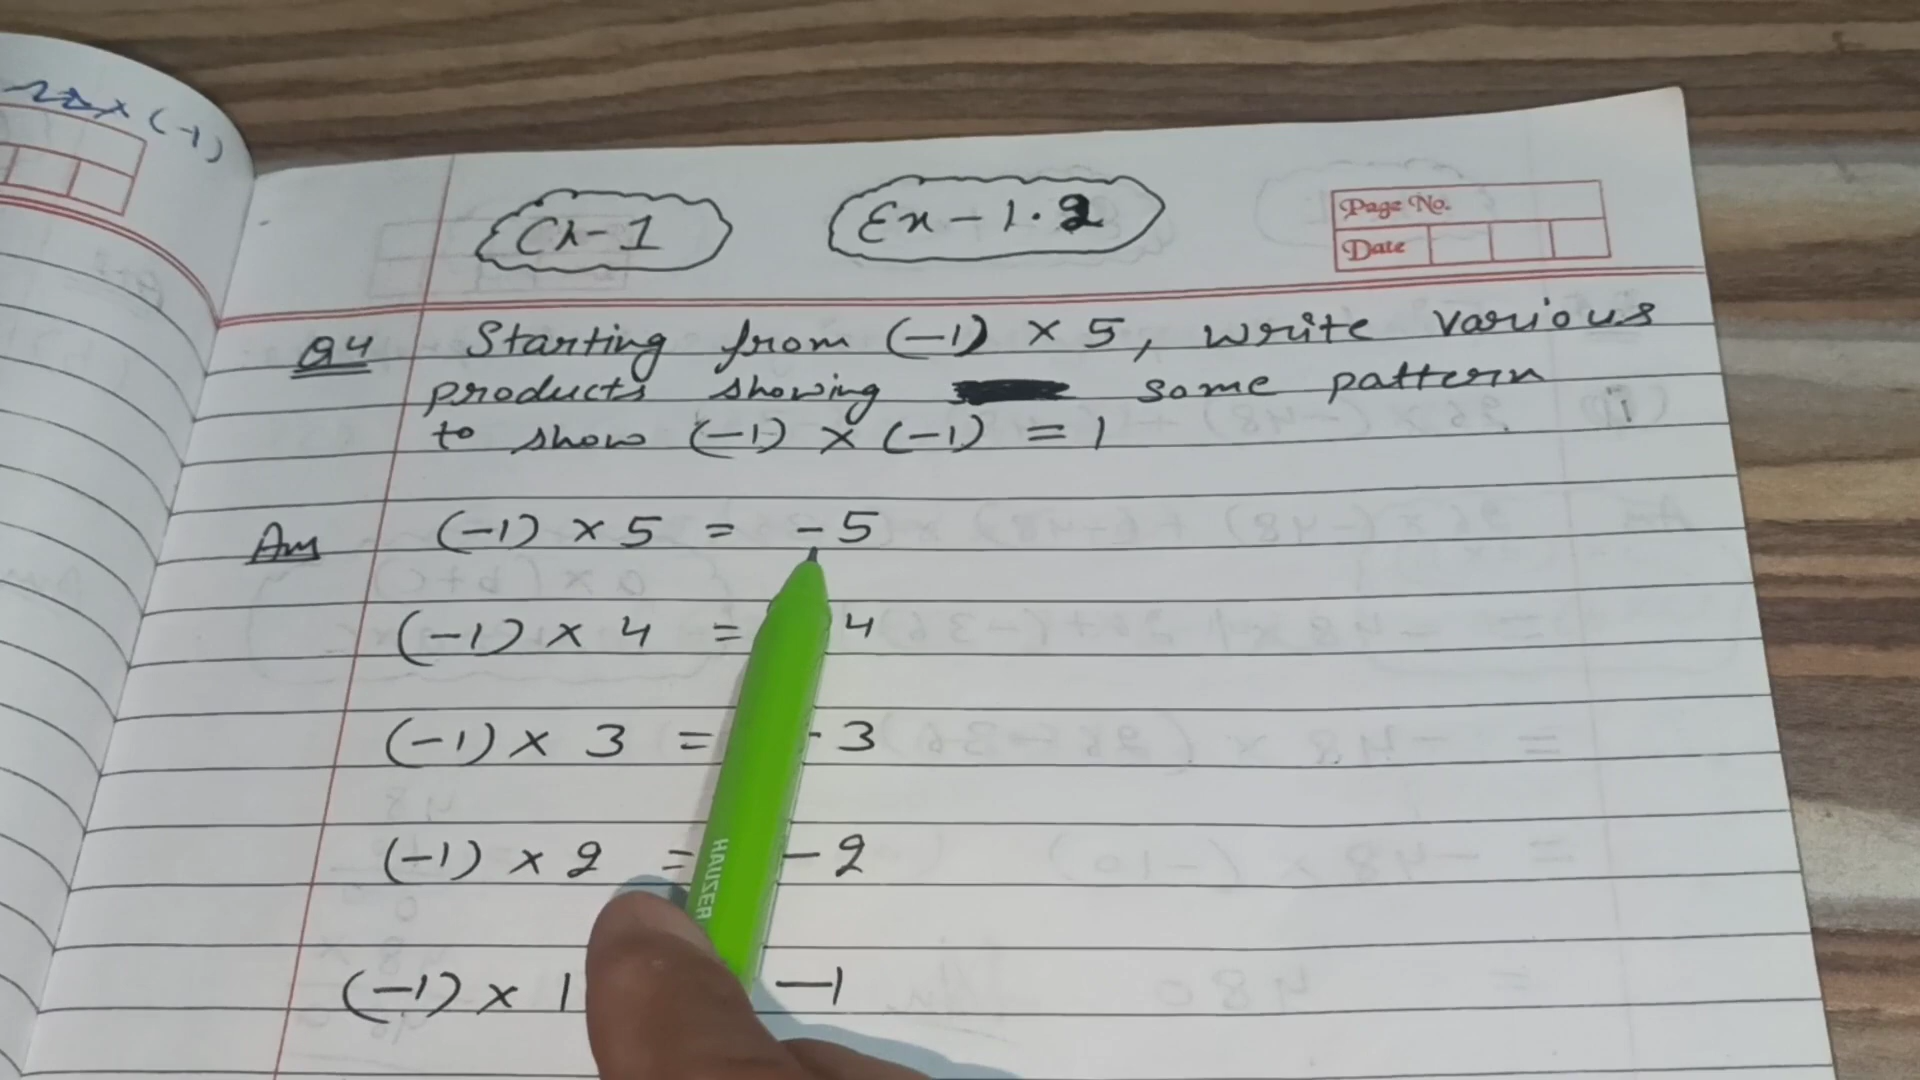 (-1)
Ch-1
Ex-1.2
Page No.
Date
Q4 Starting from (-1) × 5, write various
products showing some pattern
to show (-1) × (-1) = 1
Ans (-1) × 5 = -5
(-1) × 4 = 4
(-1) × 3 = -3
(-1) × 2 = -2
(-1) × 1 -1
HAUSER